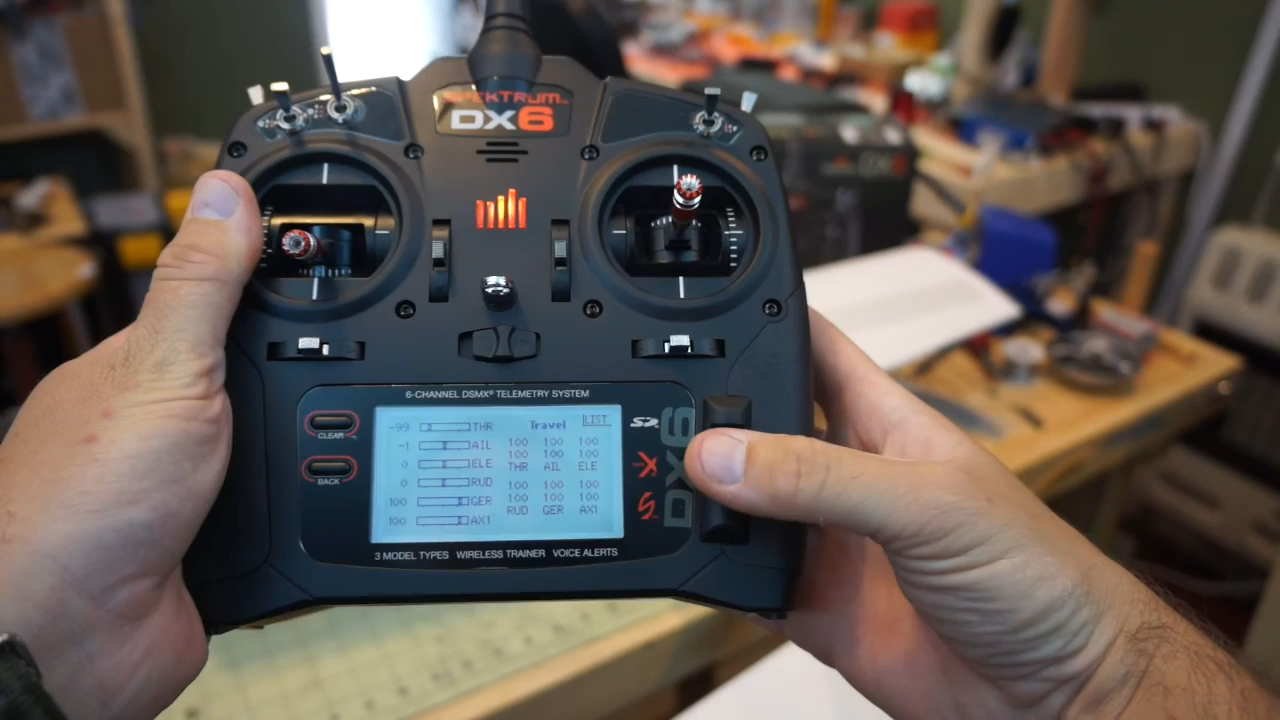 SPEKTRUM
DX6
6-CHANNEL DSMX® TELEMETRY SYSTEM
CLEAR
BACK
-99 THR
-1 AIL
0 ELE
0 RUD
100 GER
100 AX1
Travel LIST
100 100 100
100 100 100
THR AIL ELE
100 100 100
100 100 100
RUD GER AX1
SD
X
S
DX6
3 MODEL TYPES WIRELESS TRAINER VOICE ALERTS